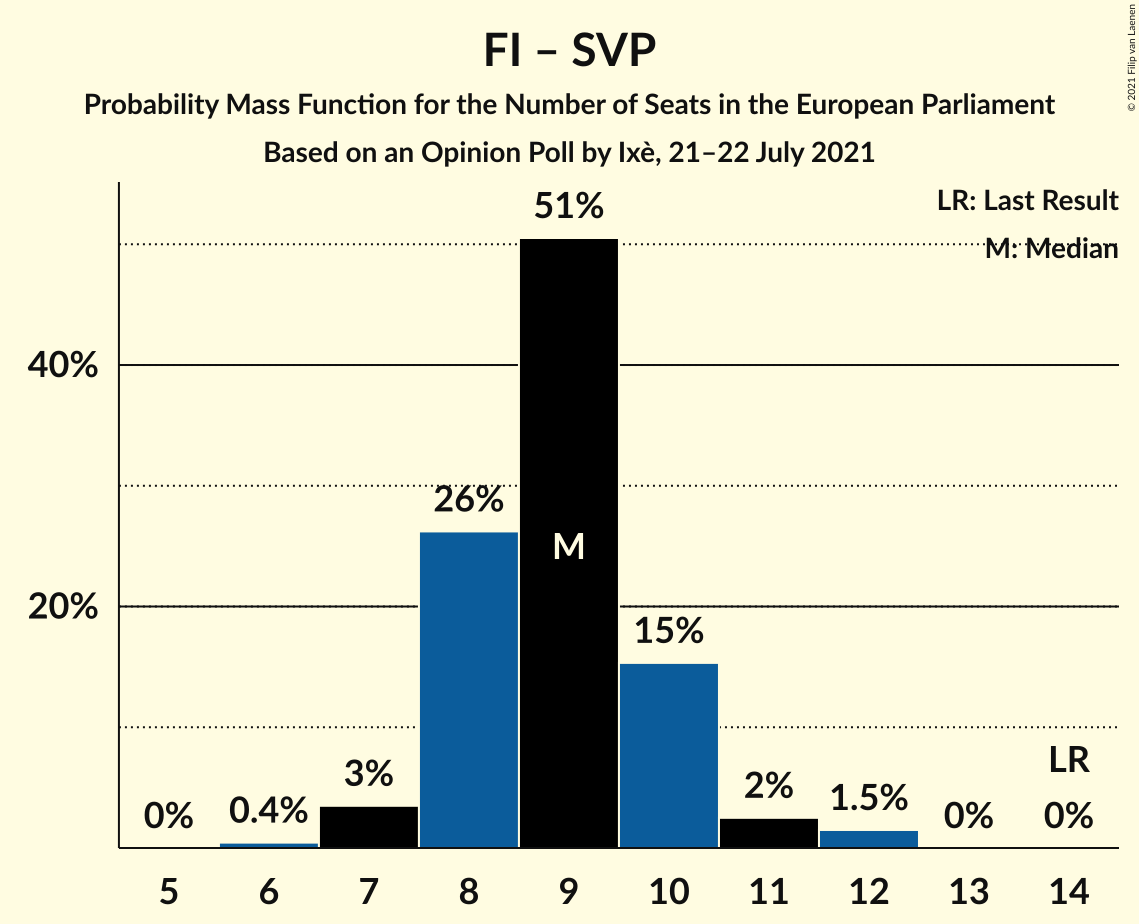 FI – SVP
Probability Mass Function for the Number of Seats in the European Parliament
Based on an Opinion Poll by Ixè, 21–22 July 2021
© 2021 Filip van Laenen
LR: Last Result
M: Median
51%
40%
26%
M
20%
15%
LR
3%
2%
1.5%
0.4%
0%
0%
0%
5 6 7 8 9 10 11 12 13 14